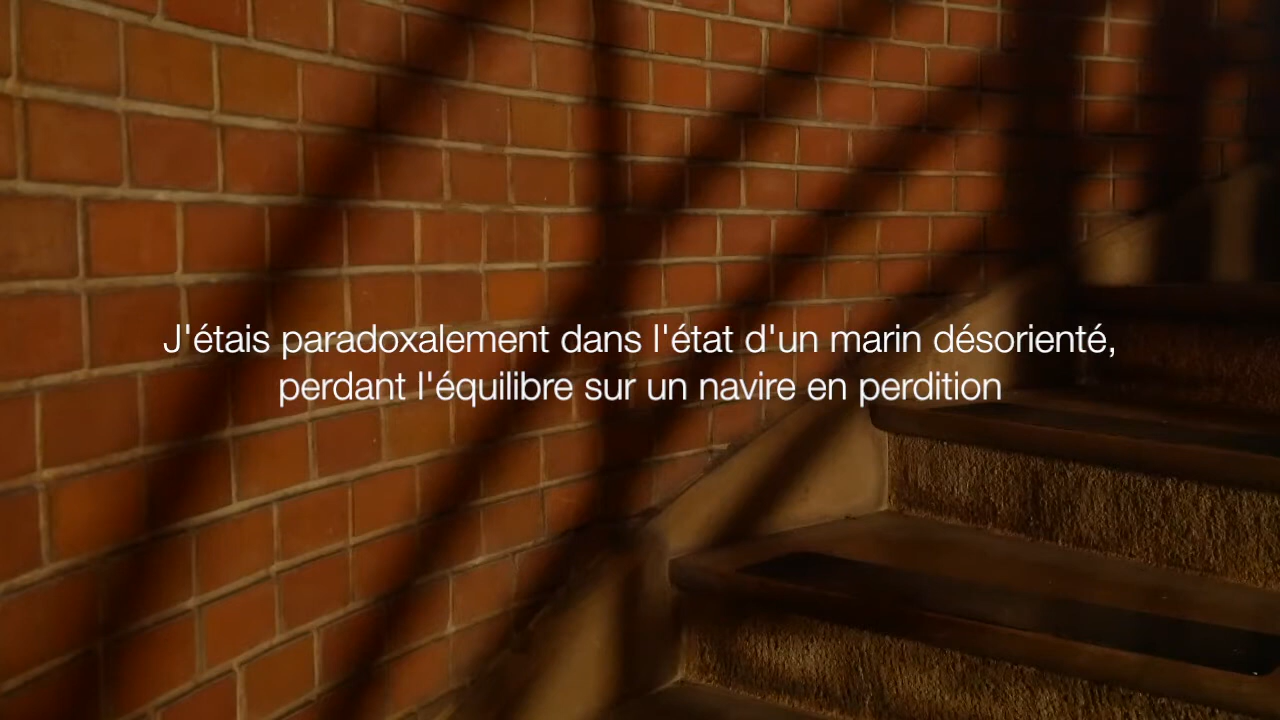 J'étais paradoxalement dans l'état d'un marin désorienté,
perdant l'équilibre sur un navire en perdition